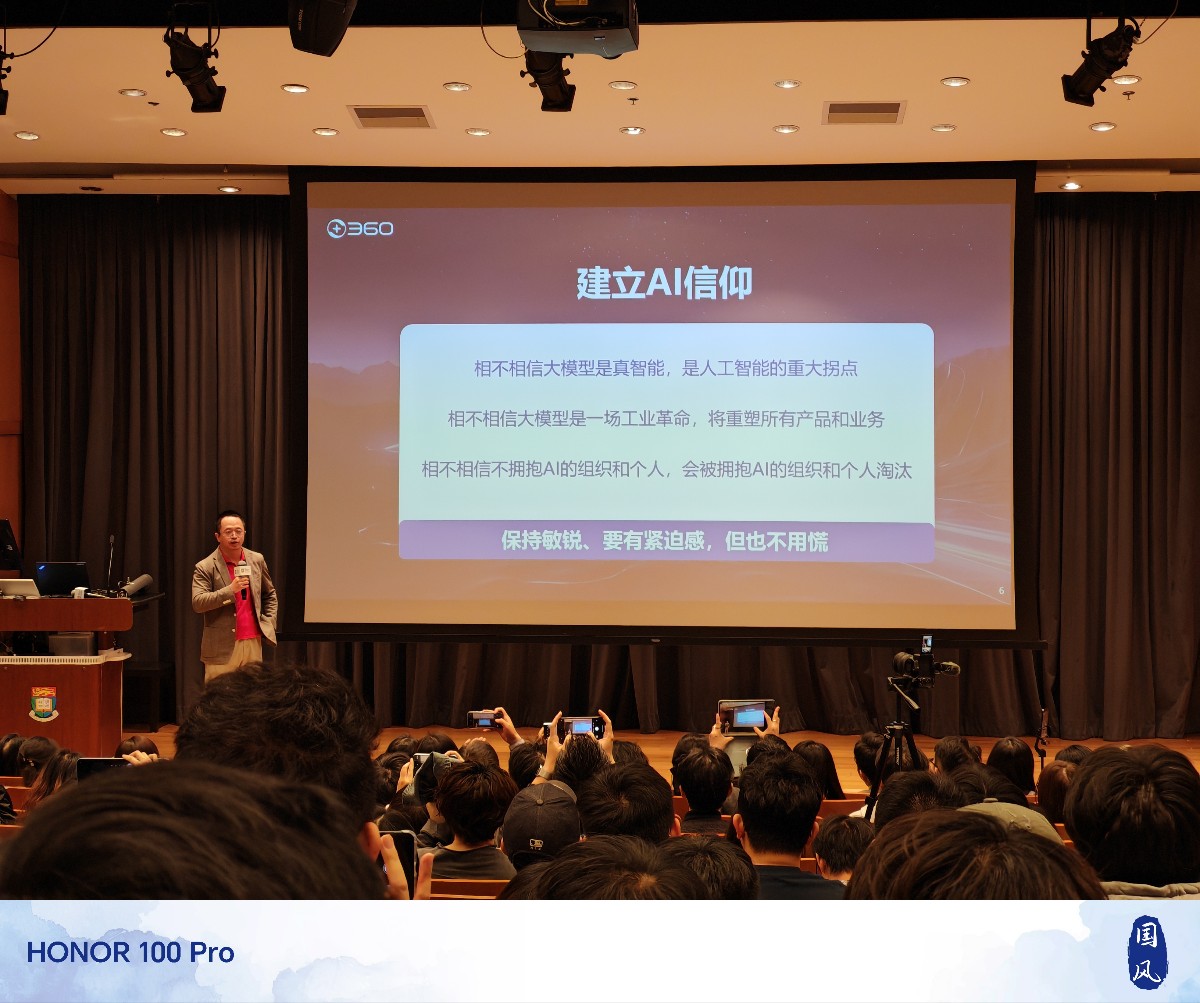 360
建立AI信仰
相不相信大模型是真智能，是人工智能的重大拐点
相不相信大模型是一场工业革命，将重塑所有产品和业务
相不相信不拥抱AI的组织和个人，会被拥抱AI的组织和个人淘汰
保持敏锐、要有紧迫感，但也不用慌
6
HONOR 100 Pro
国
风